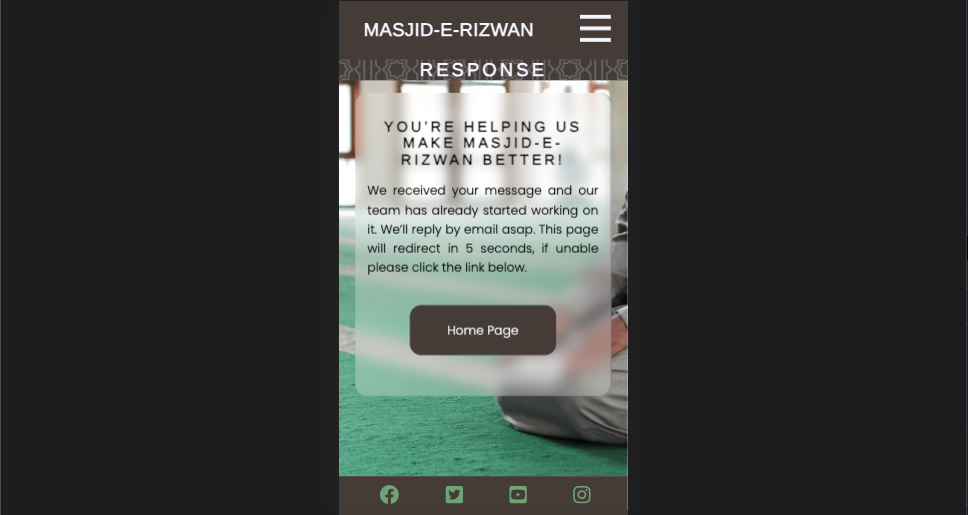 MASJID-E-RIZWAN
RESPONSE
YOU'RE HELPING US
MAKE MASJID-E-
RIZWAN BETTER!
We received your message and our
team has already started working on
it. We'll reply by email asap. This page
will redirect in 5 seconds, if unable
please click the link below.
Home Page